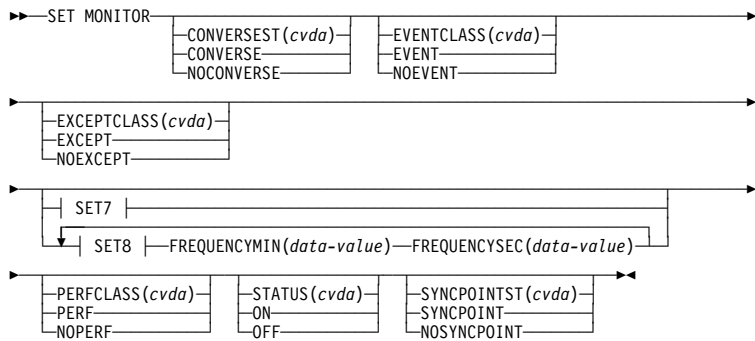 SET MONITOR
CONVERSEST(cvda) EVENTCLASS(cvda)
CONVERSE EVENT
NOCONVERSE NOEVENT
EXCEPTCLASS(cvda)
EXCEPT
NOEXCEPT
SET7
SET8 FREQUENCYMIN(data-value) FREQUENCYSEC(data-value)
PERFCLASS(cvda) STATUS(cvda) SYNCPOINTST(cvda)
PERF ON SYNCPOINT
NOPERF OFF NOSYNCPOINT